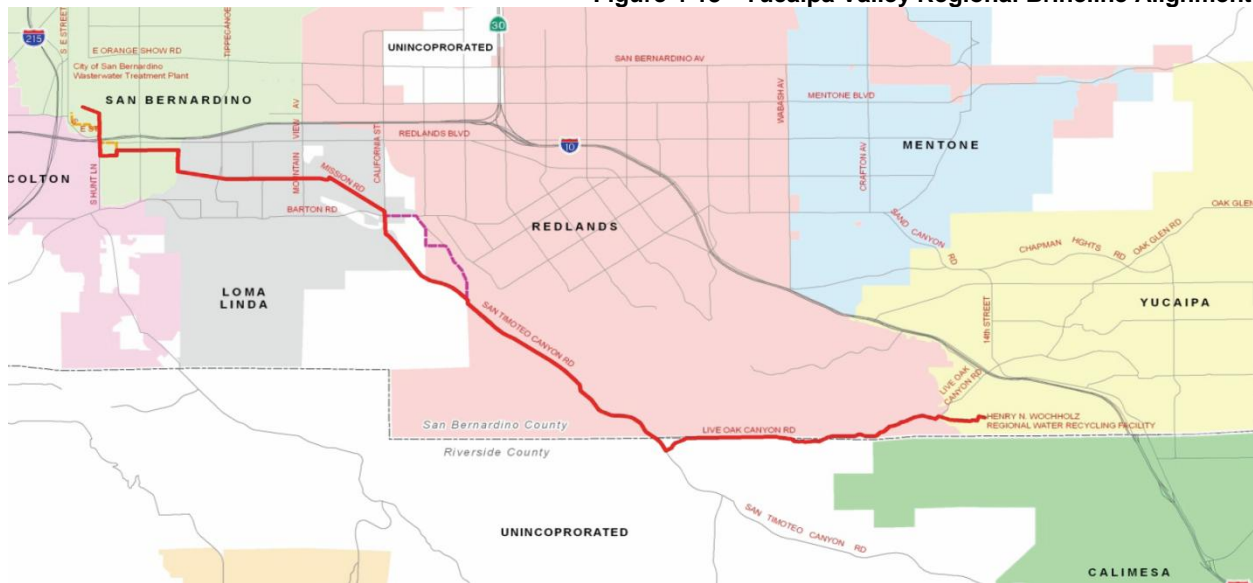 Yucaipa Valley Regional Brineline Alignment
215
S E STREET
TIPPECANOE
30
UNINCOPRORATED
E ORANGE SHOW RD
SAN BERNARDINO AV
City of San Bernardino
Wasterwater Treatment Plant
SAN BERNARDINO
MENTONE BLVD
WABASH AV
MOUNTAIN VIEW AV
CALIFORNIA ST
REDLANDS BLVD
10
MENTONE
COLTON
S HUNT LN
MISSION RD
CRAFTON AV
BARTON RD
REDLANDS
SAND CANYON RD
OAK GLEN
OAK GLEN RD
CHAPMAN HGHTS RD
LOMA
LINDA
YUCAIPA
14th STREET
SAN TIMOTEO CANYON RD
LIVE OAK
CANYON RD
HENRY N. WOCHHOLZ
REGIONAL WATER RECYCLING FACILITY
San Bernardino County
LIVE OAK CANYON RD
Riverside County
SAN TIMOTEO CANYON RD
UNINCOPRORATED
CALIMESA